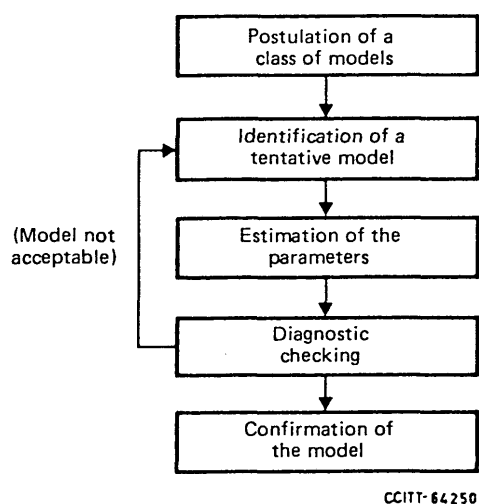 Postulation of a
class of models
Identification of a
tentative model
(Model not
acceptable)
Estimation of the
parameters
Diagnostic
checking
Confirmation of
the model
CCITT-64250